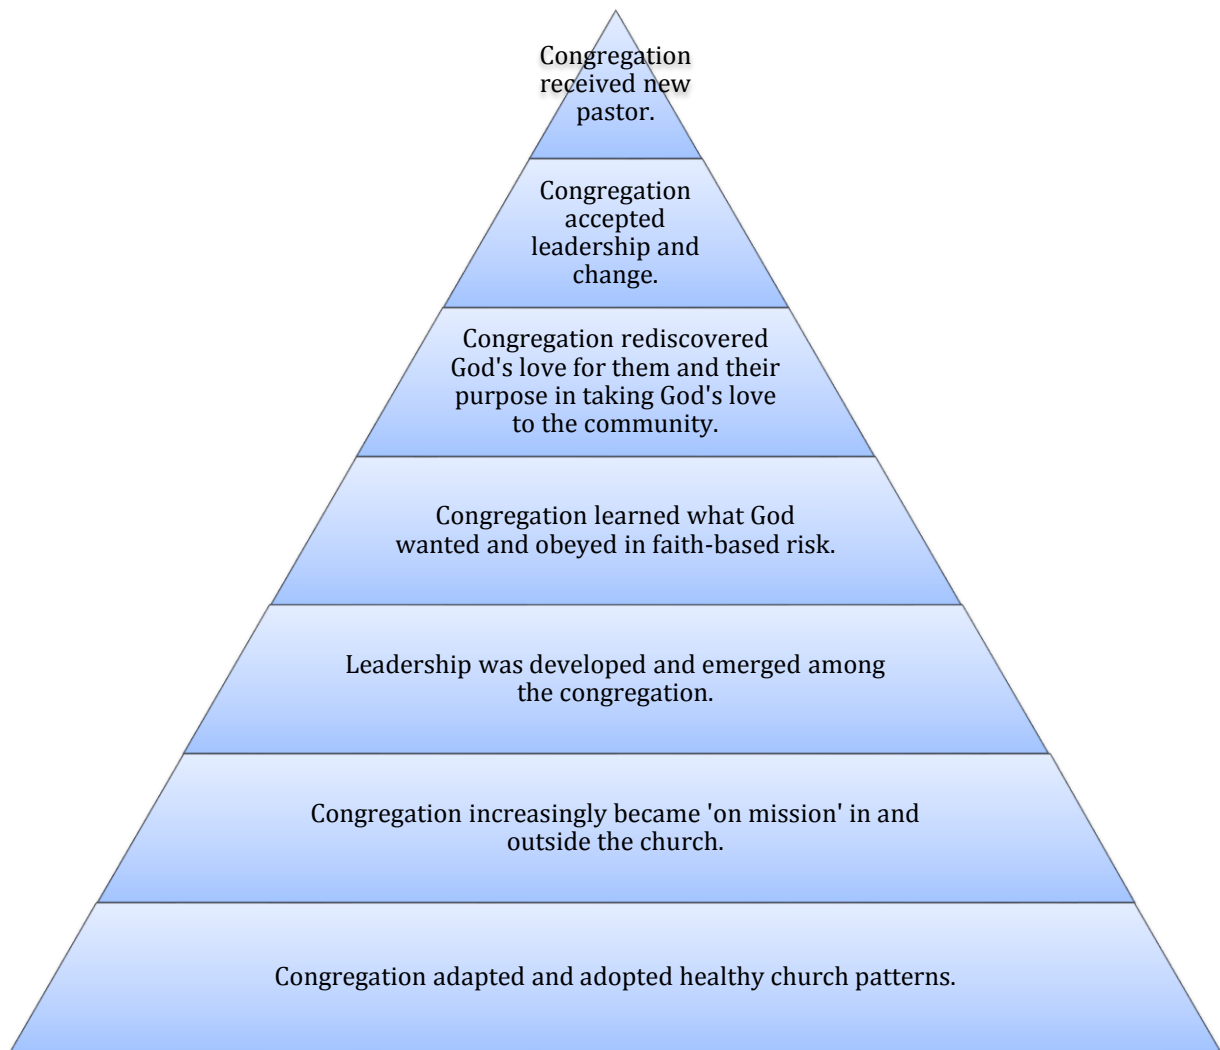 Congregation
received new
pastor.
Congregation
accepted
leadership and
change.
Congregation rediscovered
God's love for them and their
purpose in taking God's love
to the community.
Congregation learned what God
wanted and obeyed in faith-based risk.
Leadership was developed and emerged among
the congregation.
Congregation increasingly became 'on mission' in and
outside the church.
Congregation adapted and adopted healthy church patterns.